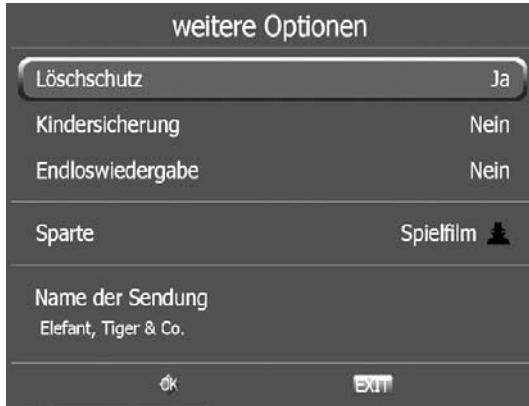 weitere Optionen
Löschschutz Ja
Kindersicherung Nein
Endloswiedergabe Nein
Sparte Spielfilm
Name der Sendung
Elefant, Tiger & Co.
OK EXIT